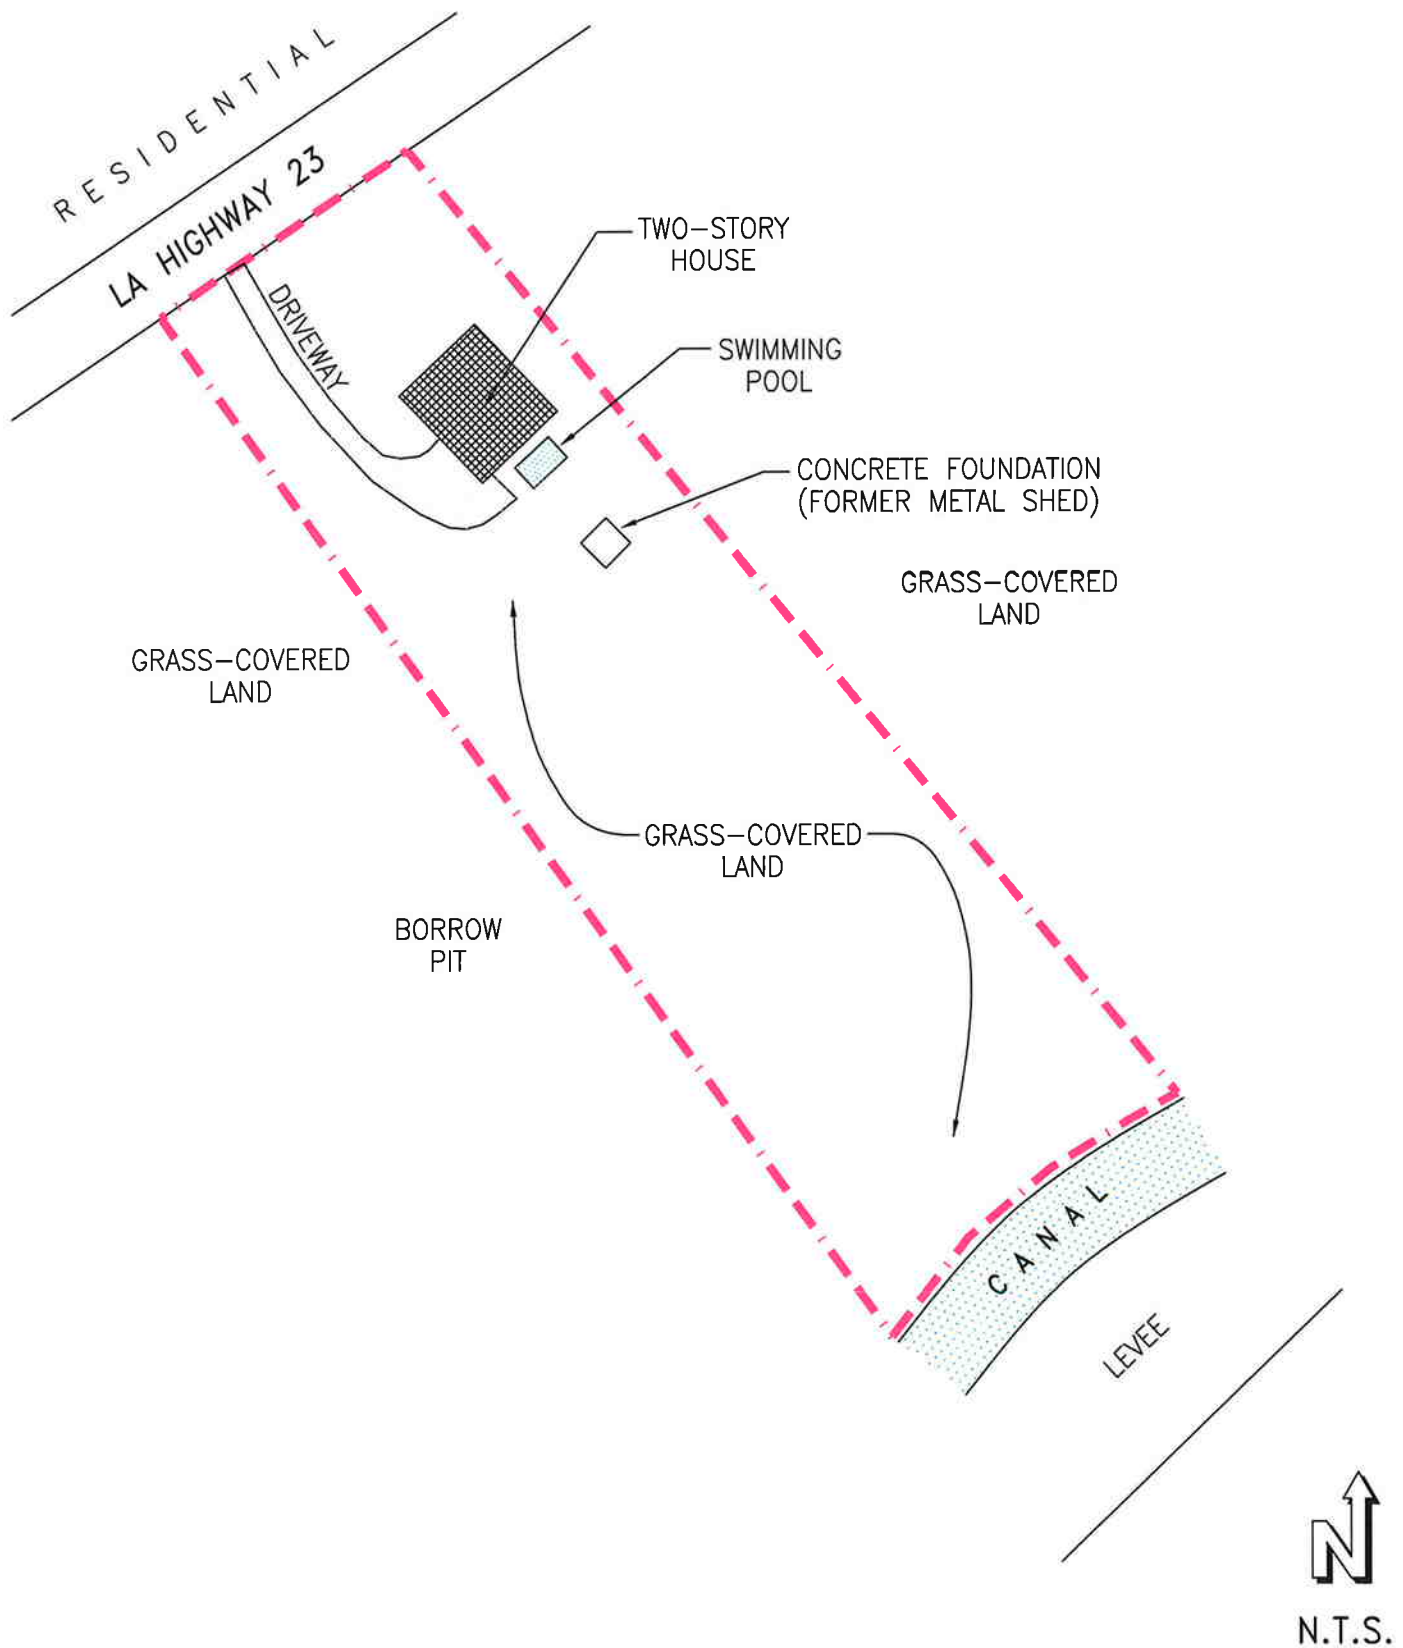 RESIDENTIAL
LA HIGHWAY 23
DRIVEWAY
TWO-STORY
HOUSE
SWIMMING
POOL
CONCRETE FOUNDATION
(FORMER METAL SHED)
GRASS-COVERED
LAND
GRASS-COVERED
LAND
GRASS-COVERED
LAND
BORROW
PIT
CANAL
LEVEE
N
N.T.S.